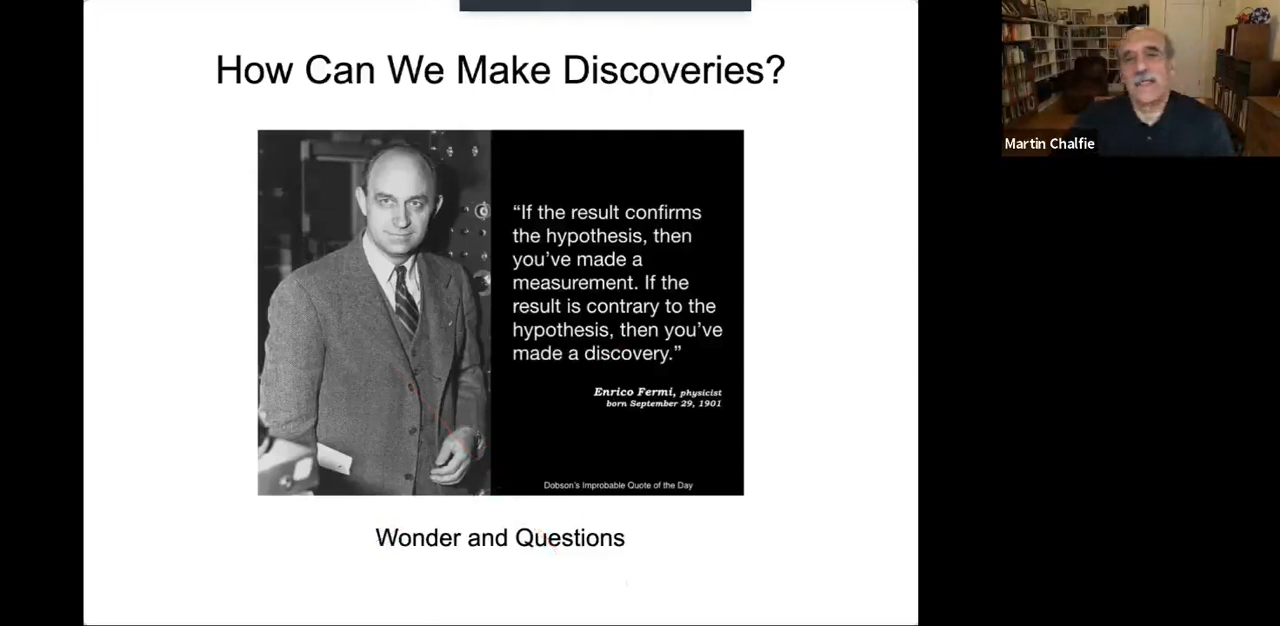 How Can We Make Discoveries?
“If the result confirms
the hypothesis, then
you’ve made a
measurement. If the
result is contrary to the
hypothesis, then you’ve
made a discovery.”
Enrico Fermi, physicist
born September 29, 1901
Dobson's Improbable Quote of the Day
Wonder and Questions
Martin Chalfie